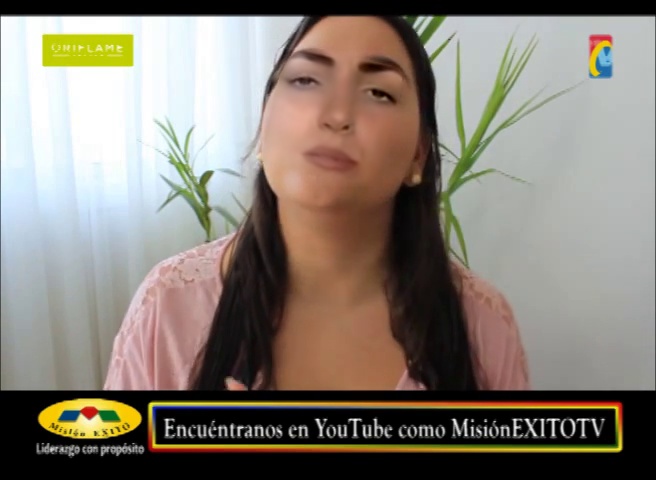 ORIFLAME
Misión EXITO
Liderazgo con propósito
Encuéntranos en YouTube como MisiónEXITOTV